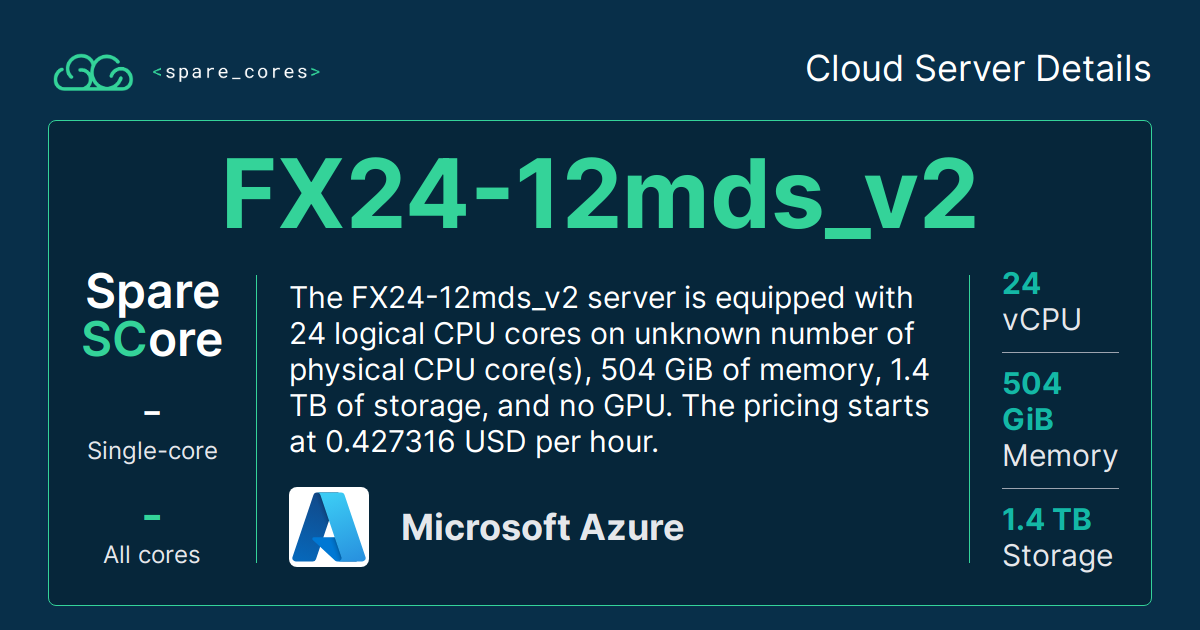 <spare_cores>
Cloud Server Details
FX24-12mds_v2
Spare
SCore
–
Single-core
–
All cores
The FX24-12mds_v2 server is equipped with
24 logical CPU cores on unknown number of
physical CPU core(s), 504 GiB of memory, 1.4
TB of storage, and no GPU. The pricing starts
at 0.427316 USD per hour.
Microsoft Azure
24
vCPU
504
GiB
Memory
1.4 TB
Storage